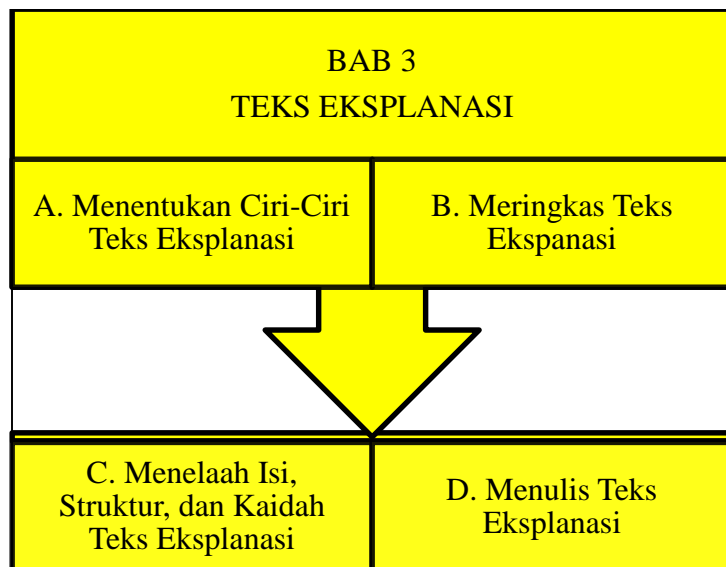 BAB 3
TEKS EKSPLANASI
A. Menentukan Ciri-Ciri
Teks Eksplanasi
B. Meringkas Teks
Ekspanasi
C. Menelaah Isi,
Struktur, dan Kaidah
Teks Eksplanasi
D. Menulis Teks
Eksplanasi